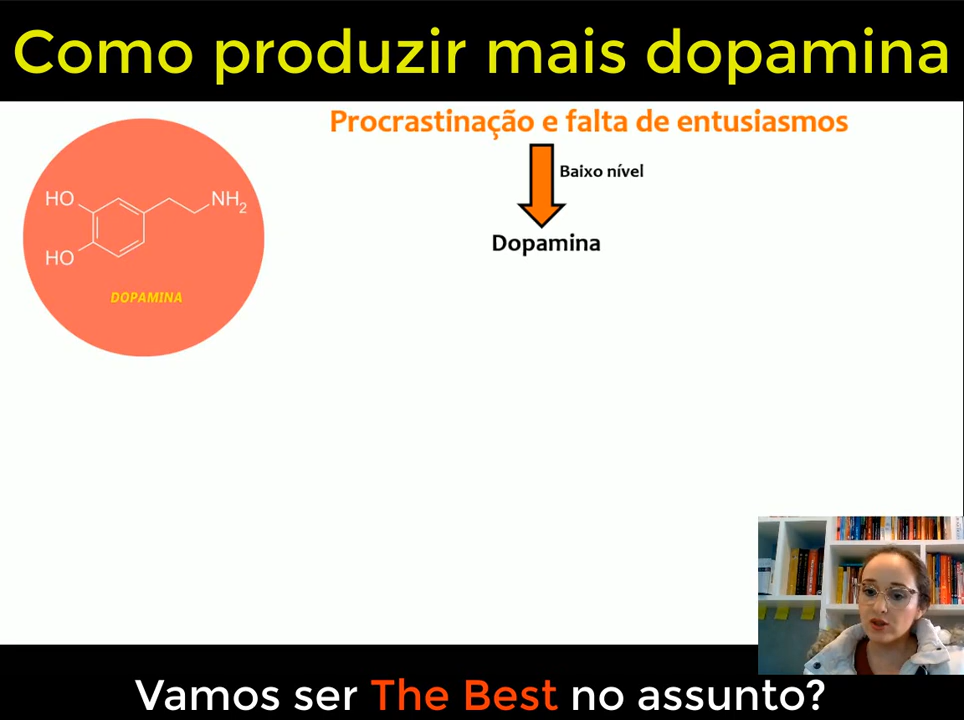 Como produzir mais dopamina
Procrastinação e falta de entusiasmos
Baixo nível
Dopamina
HO
NH2
HO
DOPAMINA
Vamos ser The Best no assunto?